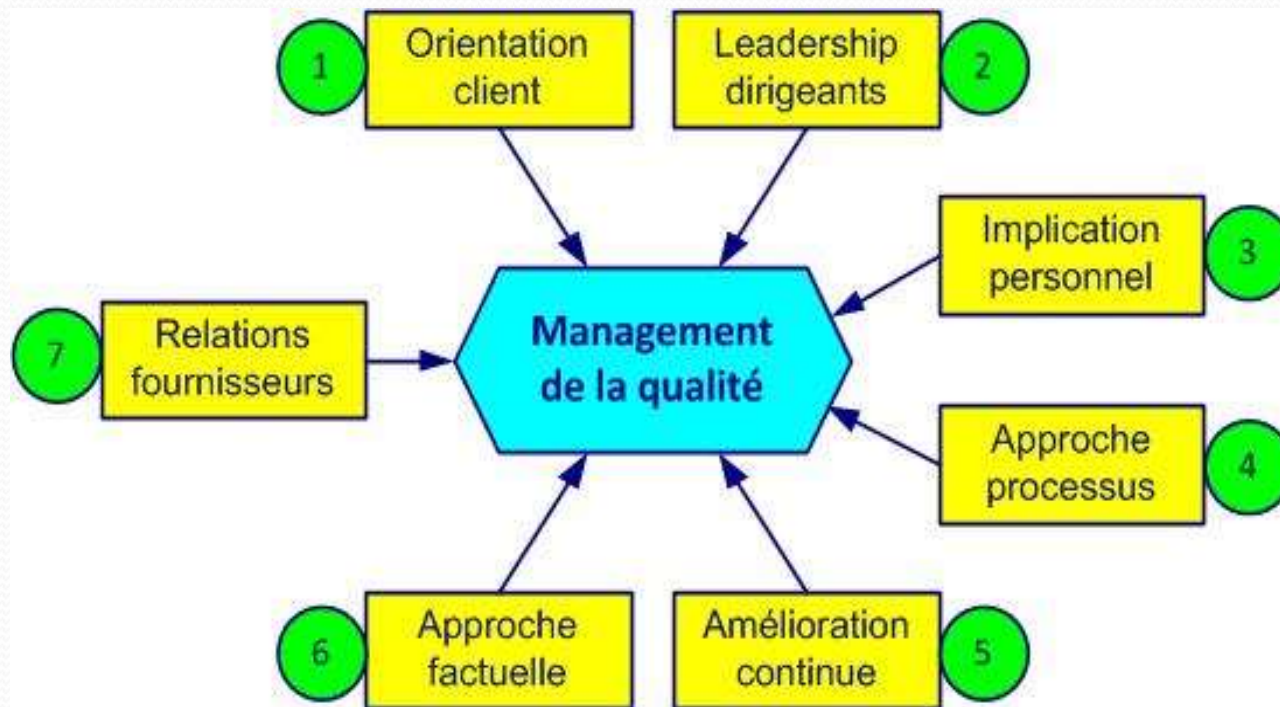 1
Orientation
client
Leadership
dirigeants
2
Implication
personnel
3
Management
de la qualité
7
Relations
fournisseurs
Approche
processus
4
6
Approche
factuelle
Amélioration
continue
5